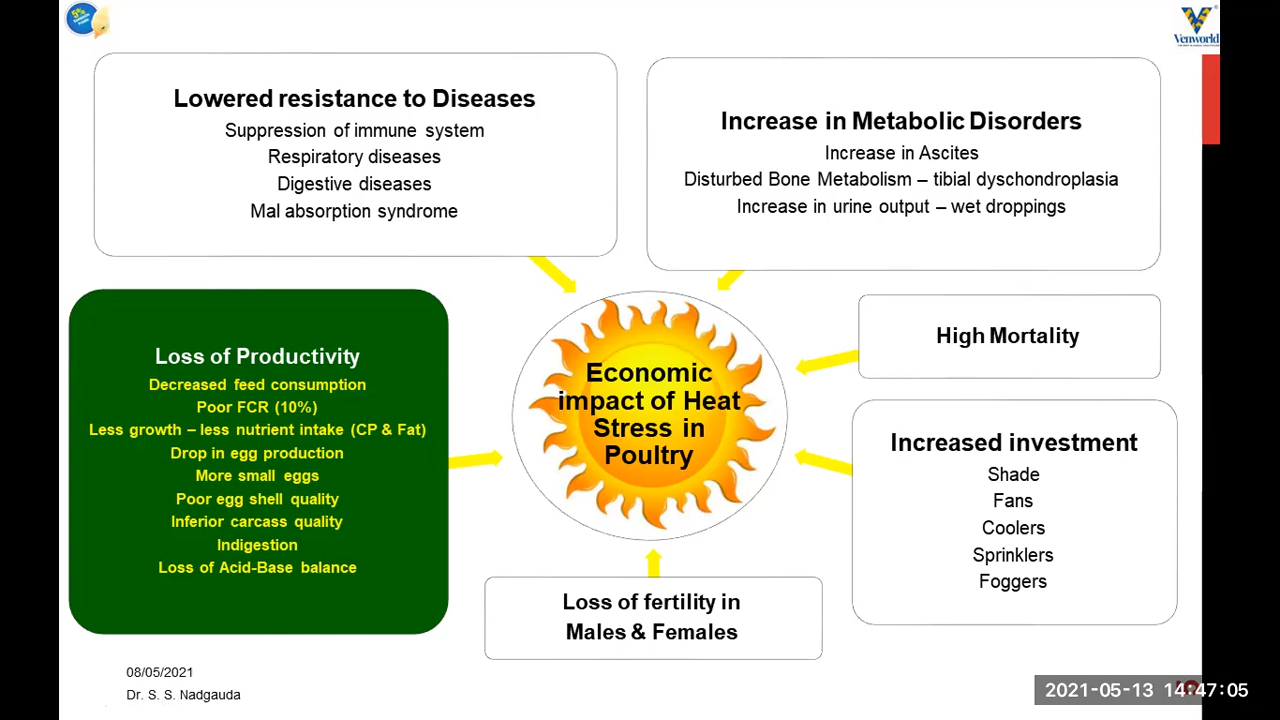 5%
Venworld
Lowered resistance to Diseases
Suppression of immune system
Respiratory diseases
Digestive diseases
Mal absorption syndrome
Increase in Metabolic Disorders
Increase in Ascites
Disturbed Bone Metabolism – tibial dyschondroplasia
Increase in urine output – wet droppings
Loss of Productivity
Decreased feed consumption
Poor FCR (10%)
Less growth – less nutrient intake (CP & Fat)
Drop in egg production
More small eggs
Poor egg shell quality
Inferior carcass quality
Indigestion
Loss of Acid-Base balance
Economic
impact of Heat
Stress in
Poultry
High Mortality
Increased investment
Shade
Fans
Coolers
Sprinklers
Foggers
Loss of fertility in
Males & Females
08/05/2021
Dr. S. S. Nadgauda
2021-05-13 14:47:05